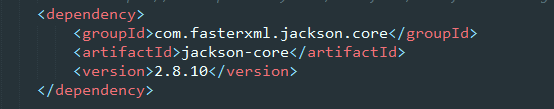 <dependency>
<groupId>com.fasterxml.jackson.core</groupId>
<artifactId>jackson-core</artifactId>
<version>2.8.10</version>
</dependency>